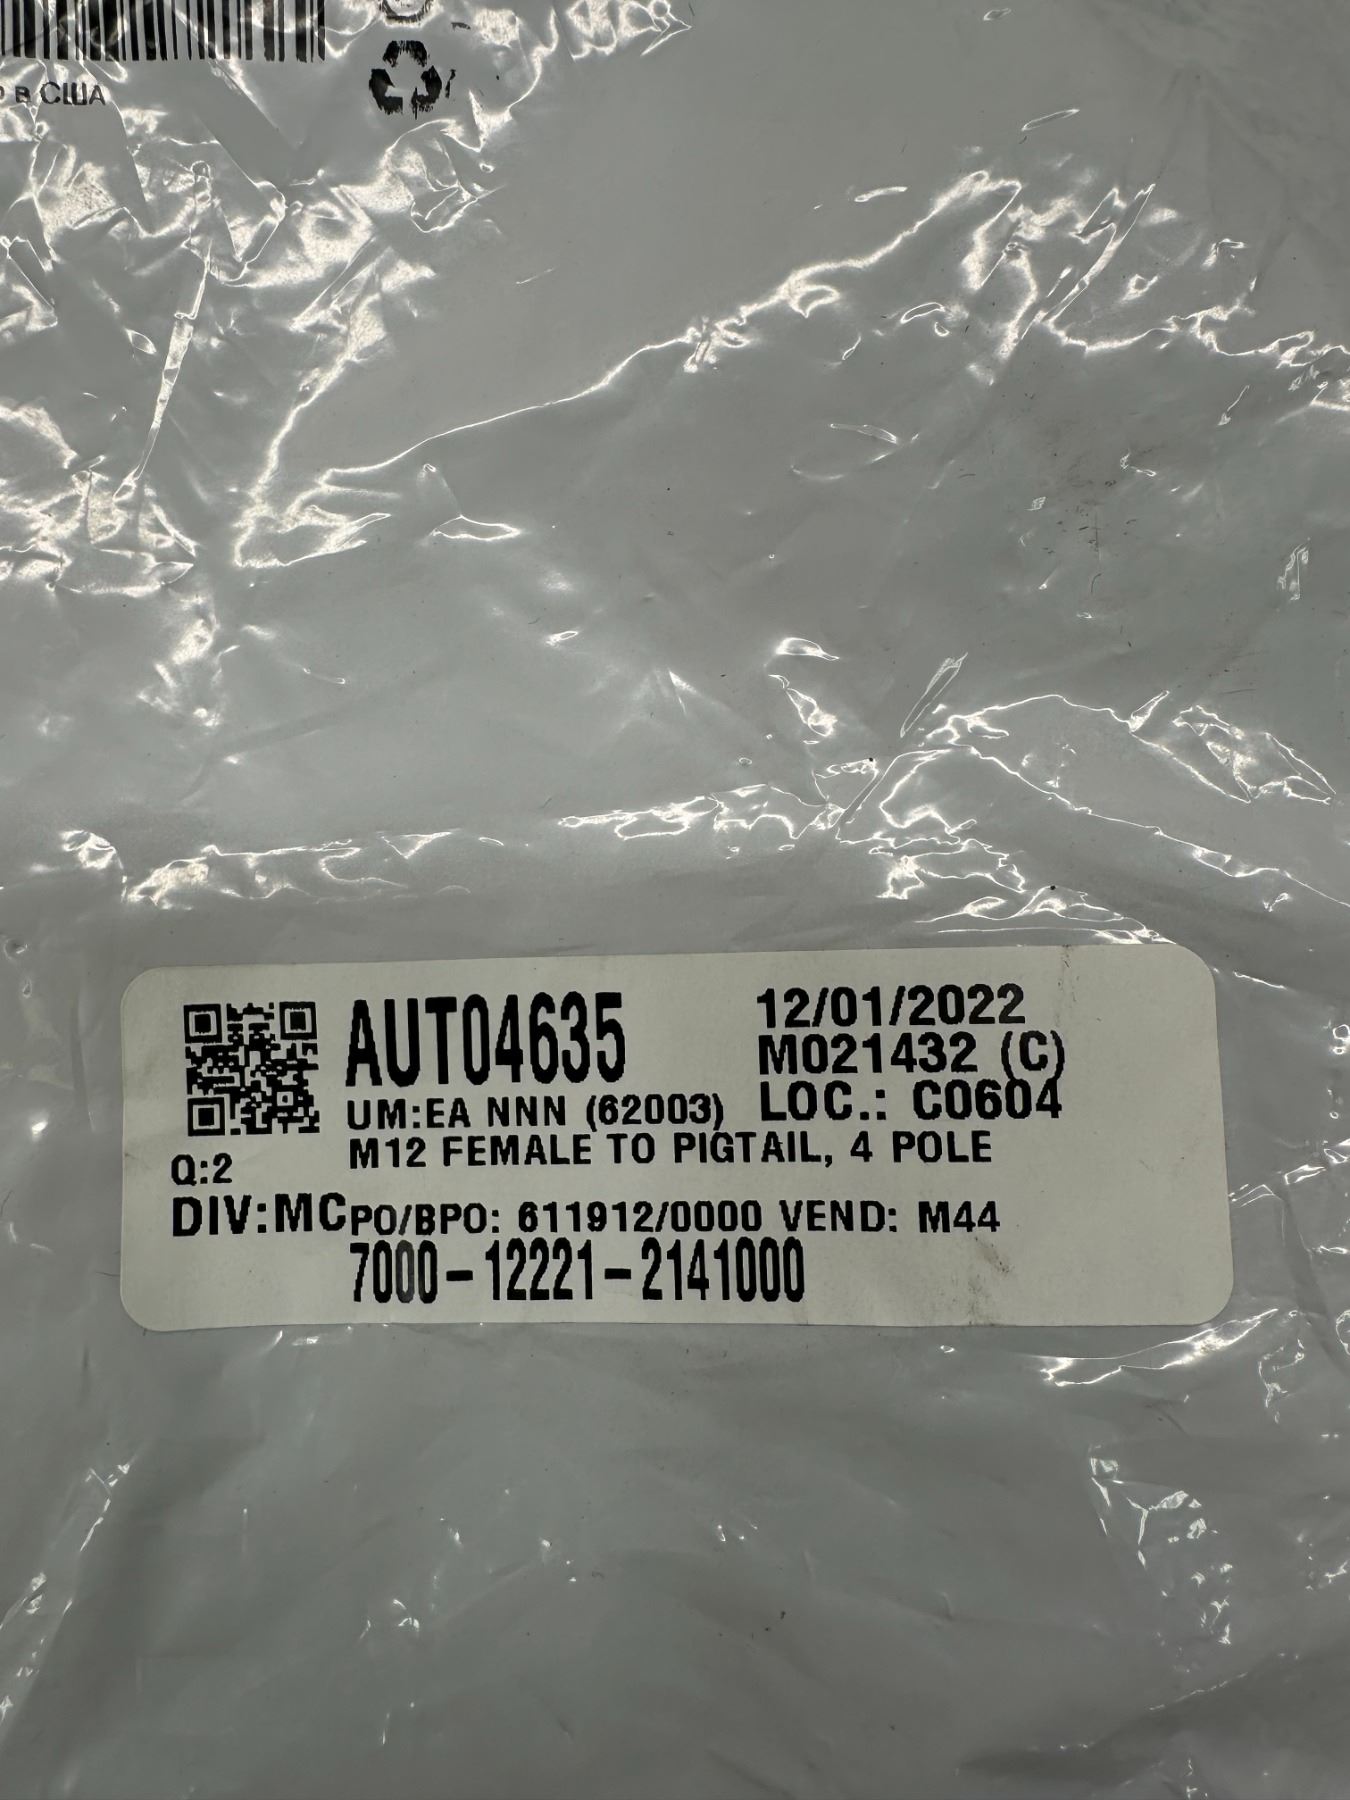 в США
AUT04635
12/01/2022
M021432 (C)
UM:EA NNN (62003)
LOC.: C0604
M12 FEMALE TO PIGTAIL, 4 POLE
Q:2
DIV:MC PO/BPO: 611912/0000 VEND: M44
7000-12221-2141000